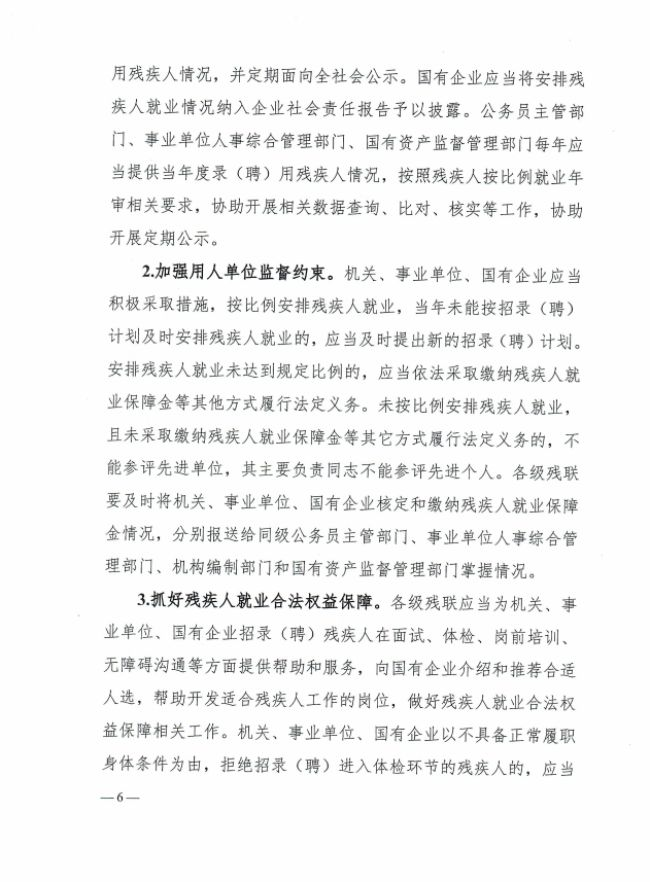 用残疾人情况，并定期面向全社会公示。国有企业应当将安排残
疾人就业情况纳入企业社会责任报告予以披露。公务员主管部
门、事业单位人事综合管理部门、国有资产监督管理部门每年应
当提供当年度录（聘）用残疾人情况，按照残疾人按比例就业年
审相关要求，协助开展相关数据查询、比对、核实等工作，协助
开展定期公示。
2.加强用人单位监督约束。机关、事业单位、国有企业应当
积极采取措施，按比例安排残疾人就业，当年未能按招录（聘）
计划及时安排残疾人就业的，应当及时提出新的招录（聘）计划。
安排残疾人就业未达到规定比例的，应当依法采取缴纳残疾人就
业保障金等其他方式履行法定义务。未按比例安排残疾人就业，
且未采取缴纳残疾人就业保障金等其它方式履行法定义务的，不
能参评先进单位，其主要负责同志不能参评先进个人。各级残联
要及时将机关、事业单位、国有企业核定和缴纳残疾人就业保障
金情况，分别报送给同级公务员主管部门、事业单位人事综合管
理部门、机构编制部门和国有资产监督管理部门掌握情况。
3.抓好残疾人就业合法权益保障。各级残联应当为机关、事
业单位、国有企业招录（聘）残疾人在面试、体检、岗前培训、
无障碍沟通等方面提供帮助和服务，向国有企业介绍和推荐合适
人选，帮助开发适合残疾人工作的岗位，做好残疾人就业合法权
益保障相关工作。机关、事业单位、国有企业以不具备正常履职
身体条件为由，拒绝招录（聘）进入体检环节的残疾人的，应当
—6—